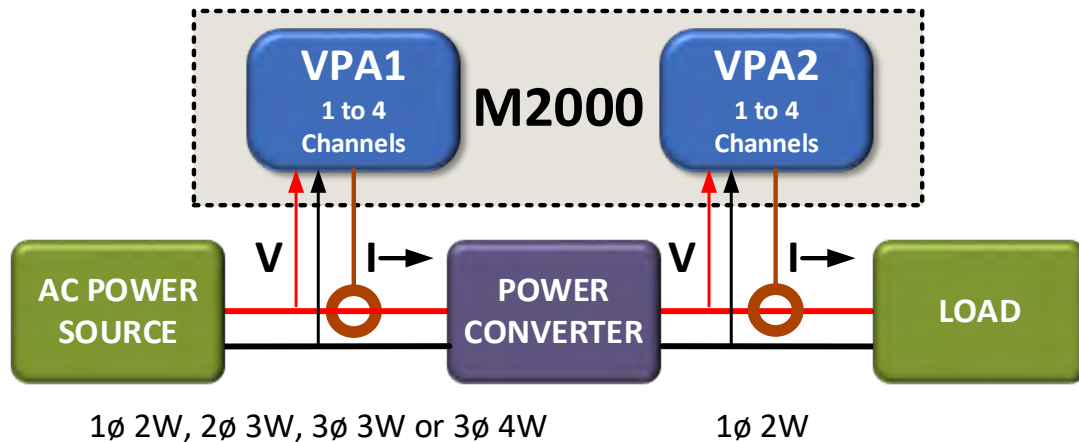 VPA1
1 to 4
Channels
M2000
VPA2
1 to 4
Channels
V
I
V
I
AC POWER
SOURCE
POWER
CONVERTER
LOAD
1ø 2W, 2ø 3W, 3ø 3W or 3ø 4W
1ø 2W